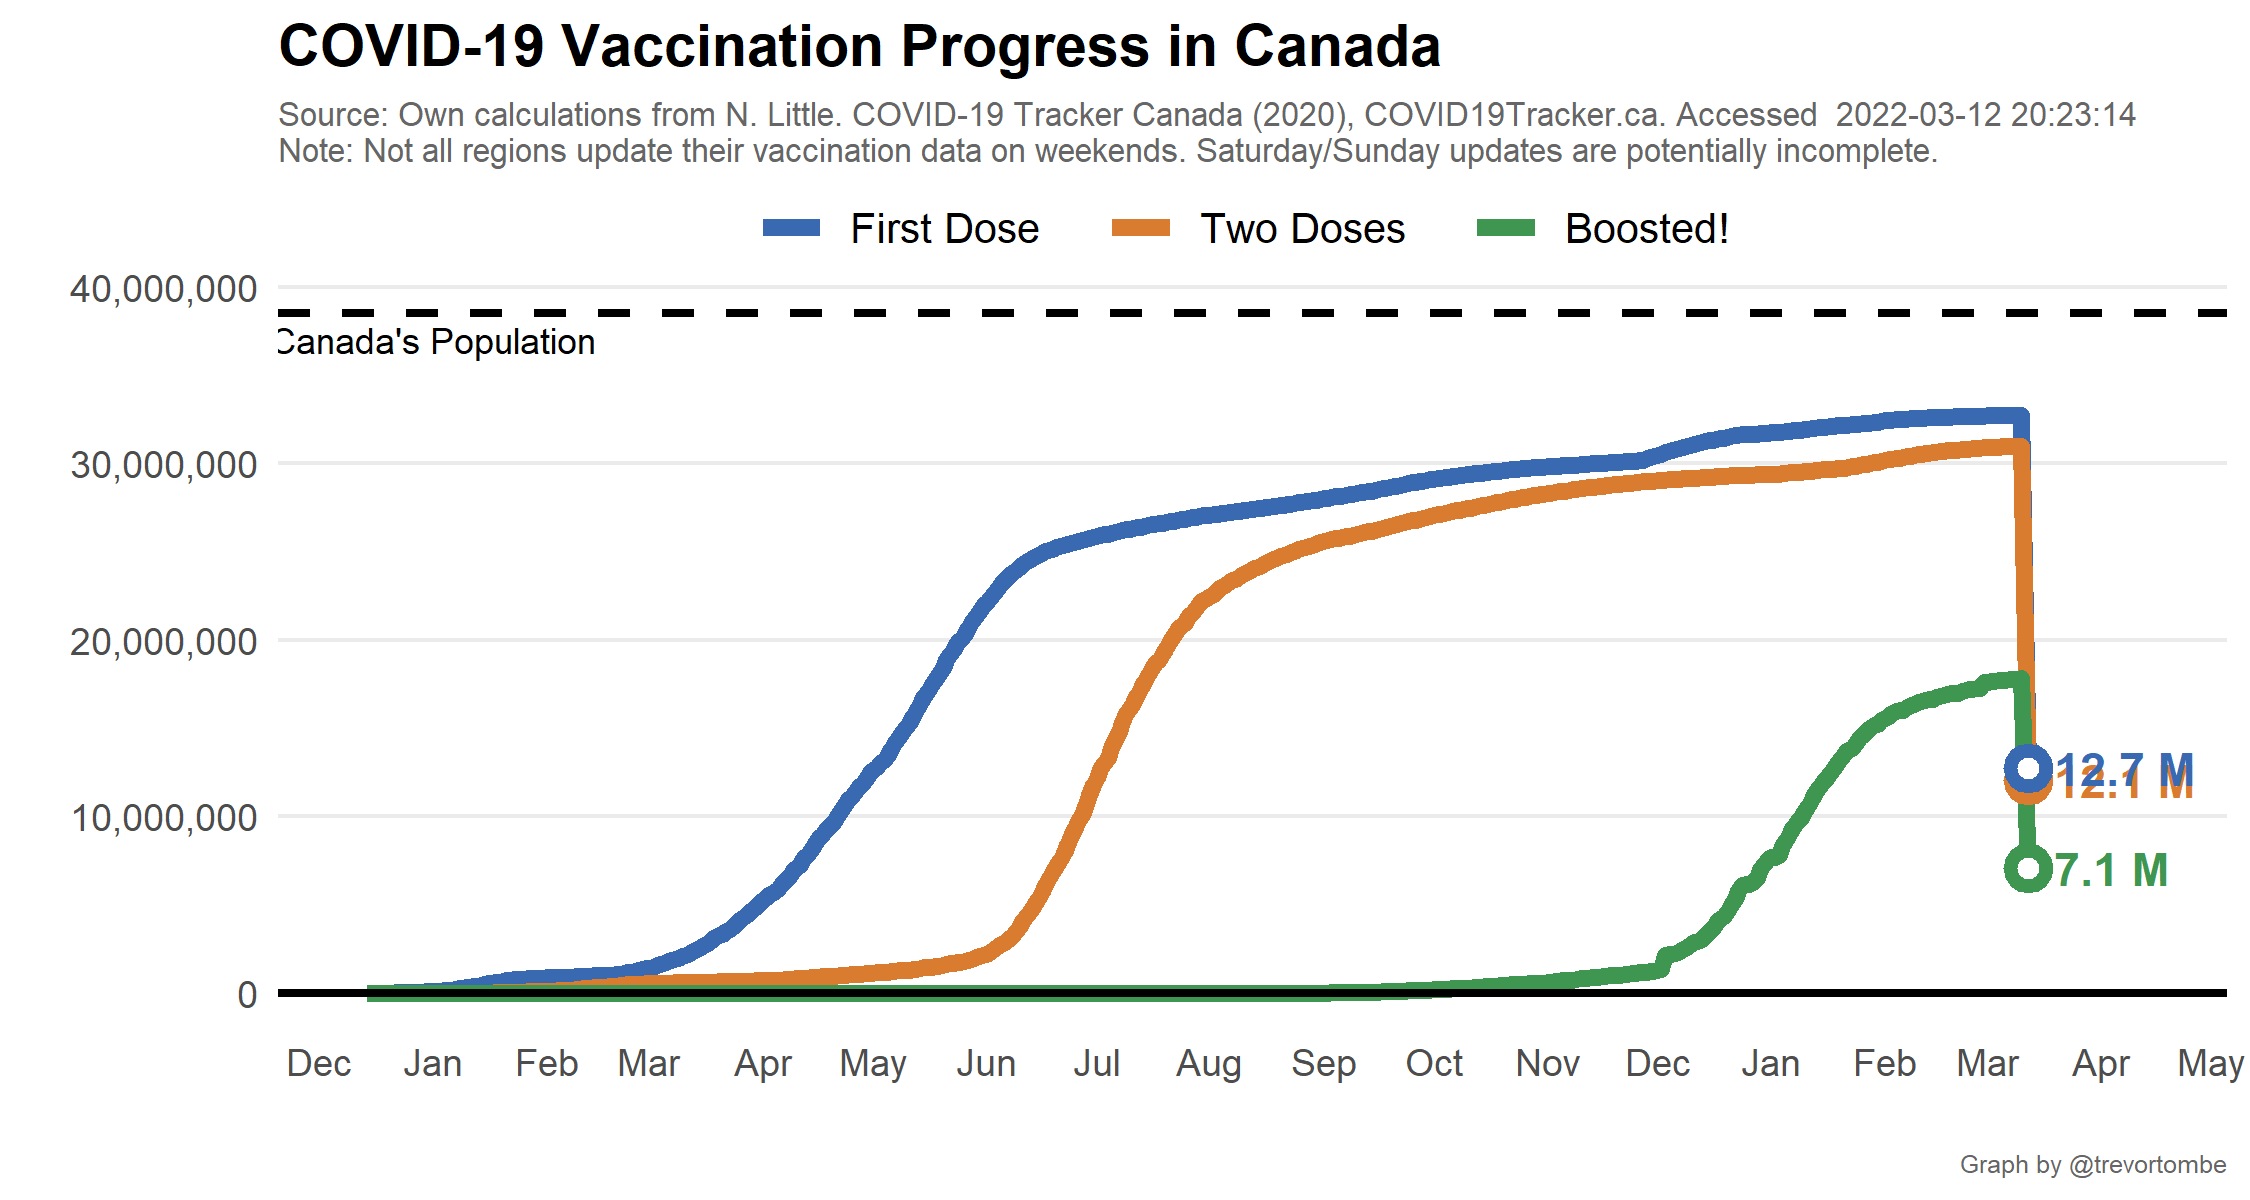 COVID-19 Vaccination Progress in Canada
Source: Own calculations from N. Little. COVID-19 Tracker Canada (2020), COVID19Tracker.ca. Accessed  2022-03-12 20:23:14
Note: Not all regions update their vaccination data on weekends. Saturday/Sunday updates are potentially incomplete.
First Dose Two Doses Boosted!
40,000,000
Canada's Population
30,000,000
20,000,000
12.7 M
12.1 M
10,000,000
7.1 M
0
Dec Jan Feb Mar Apr May Jun Jul Aug Sep Oct Nov Dec Jan Feb Mar Apr May
Graph by @trevortombe